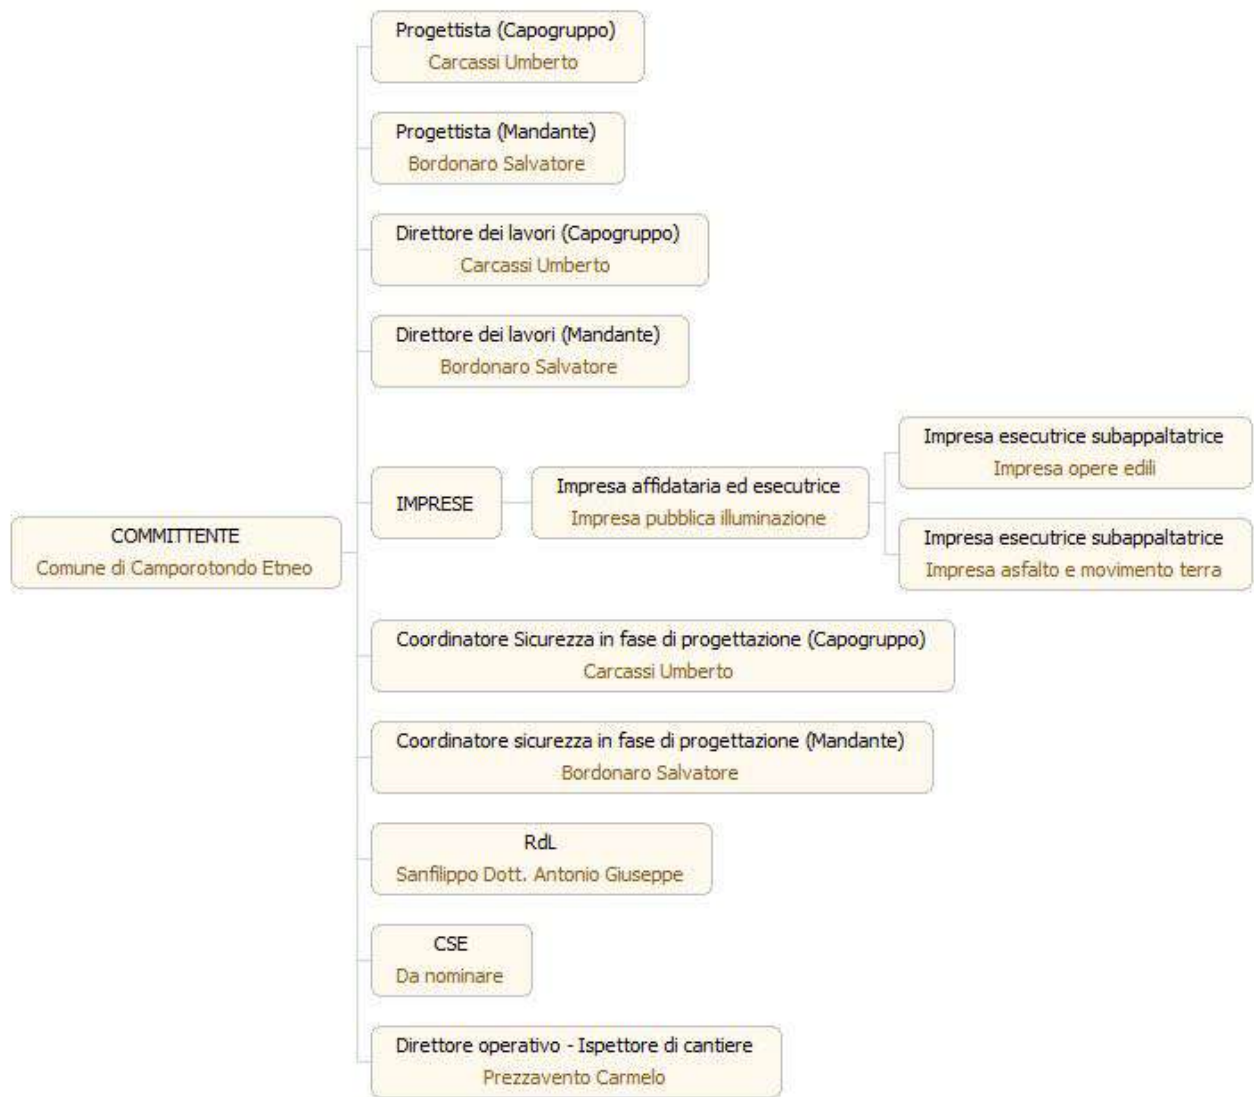 Progettista (Capogruppo)
Carcassi Umberto
Progettista (Mandante)
Bordonaro Salvatore
Direttore dei lavori (Capogruppo)
Carcassi Umberto
Direttore dei lavori (Mandante)
Bordonaro Salvatore
COMMITTENTE
Comune di Camporotondo Etneo
IMPRESE
Impresa affidataria ed esecutrice
Impresa pubblica illuminazione
Impresa esecutrice subappaltatrice
Impresa opere edili
Impresa esecutrice subappaltatrice
Impresa asfalto e movimento terra
Coordinatore Sicurezza in fase di progettazione (Capogruppo)
Carcassi Umberto
Coordinatore sicurezza in fase di progettazione (Mandante)
Bordonaro Salvatore
RdL
Sanfilippo Dott. Antonio Giuseppe
CSE
Da nominare
Direttore operativo - Ispettore di cantiere
Prezzavento Carmelo